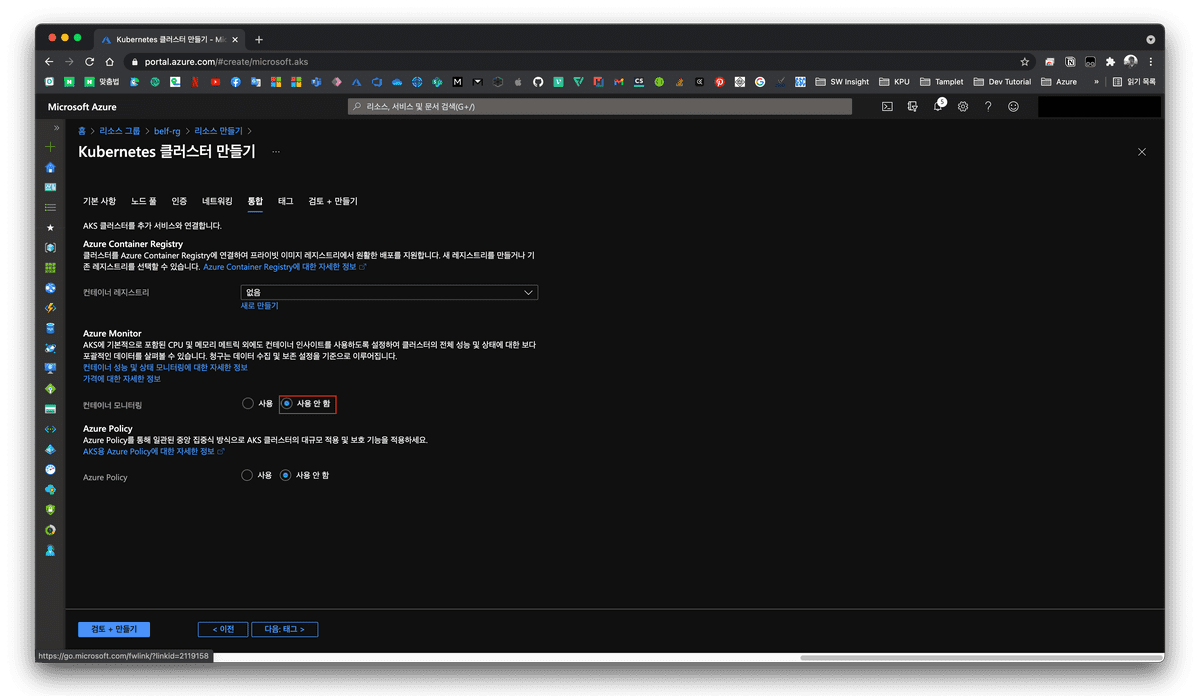 Kubernetes 클러스터 만들기 - Mic
portal.azure.com/#create/microsoft.aks
맞춤법
SW Insight
KPU
Tamplet
Dev Tutorial
Azure
»
읽기 목록
Microsoft Azure
리소스, 서비스 및 문서 검색(G+/)
5
홈 > 리소스 그룹 > belf-rg > 리소스 만들기 >
Kubernetes 클러스터 만들기 ...
기본 사항 노드 풀 인증 네트워킹 통합 태그 검토 + 만들기
AKS 클러스터를 추가 서비스와 연결합니다.
Azure Container Registry
클러스터를 Azure Container Registry에 연결하여 프라이빗 이미지 레지스트리에서 원활한 배포를 지원합니다. 새 레지스트리를 만들거나 기
존 레지스트리를 선택할 수 있습니다. Azure Container Registry에 대한 자세한 정보
컨테이너 레지스트리
없음
새로 만들기
Azure Monitor
AKS에 기본적으로 포함된 CPU 및 메모리 메트릭 외에도 컨테이너 인사이트를 사용하도록 설정하여 클러스터의 전체 성능 및 상태에 대한 보다
포괄적인 데이터를 살펴볼 수 있습니다. 청구는 데이터 수집 및 보존 설정을 기준으로 이루어집니다.
컨테이너 성능 및 상태 모니터링에 대한 자세한 정보
가격에 대한 자세한 정보
컨테이너 모니터링
사용 사용 안 함
Azure Policy
Azure Policy를 통해 일관된 중앙 집중식 방식으로 AKS 클러스터의 대규모 적용 및 보호 기능을 적용하세요.
AKS용 Azure Policy에 대한 자세한 정보
Azure Policy
사용 사용 안 함
검토 + 만들기
< 이전
다음: 태그 >
https://go.microsoft.com/fwlink/?linkid=2119158